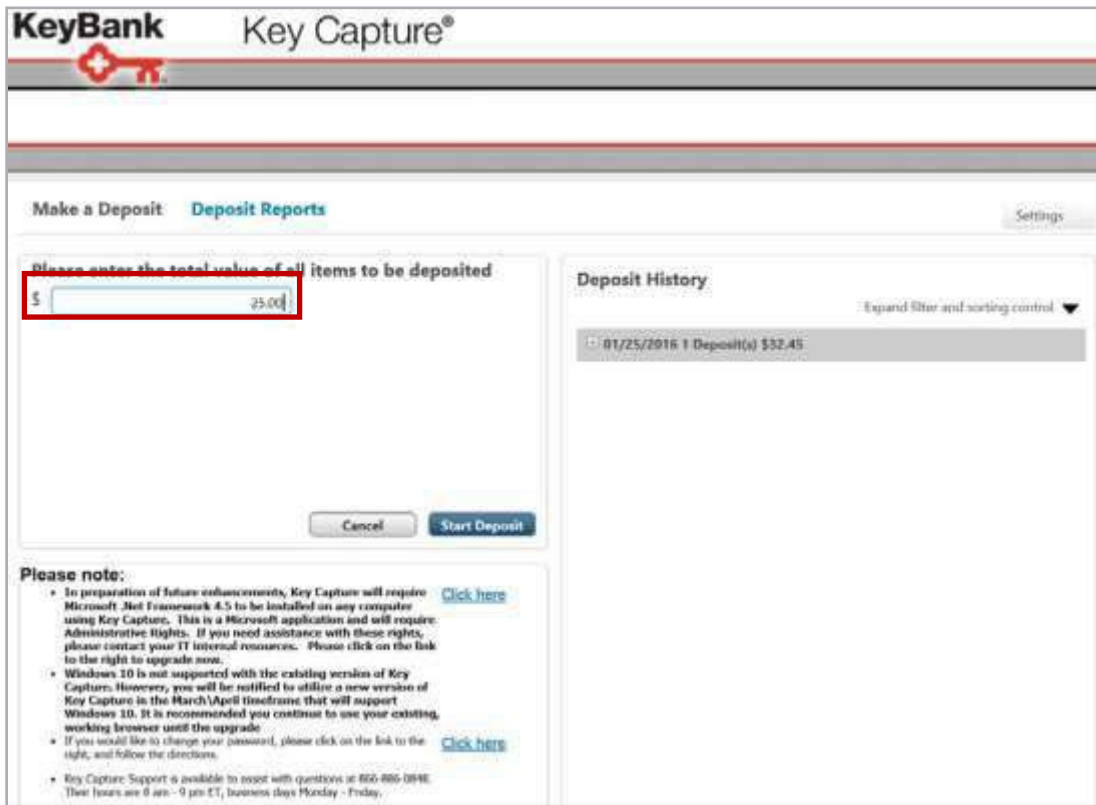 KeyBank Key Capture®
Make a Deposit Deposit Reports
Settings
Please enter the total value of all items to be deposited
$ 25.00
Cancel Start Deposit
Deposit History
Expand filter and sorting control
01/25/2016 1 Deposit(s) $32.45
Please note:
• In preparation of future enhancements, Key Capture will require Click here
Microsoft .Net Framework 4.5 to be installed on any computer
using Key Capture. This is a Microsoft application and will require
Administrative Rights. If you need assistance with these rights,
please contact your IT internal resources. Please click on the link
to the right to upgrade now.
• Windows 10 is not supported with the existing version of Key
Capture. However, you will be notified to utilize a new version of
Key Capture in the March\April timeframe that will support
Windows 10. It is recommended you continue to use your existing,
working browser until the upgrade
• If you would like to change your password, please click on the link to the Click here
right, and follow the directions.
• Key Capture Support is available to assist with questions at 866-886-0848.
Their hours are 8 am - 9 pm ET, business days Monday - Friday.